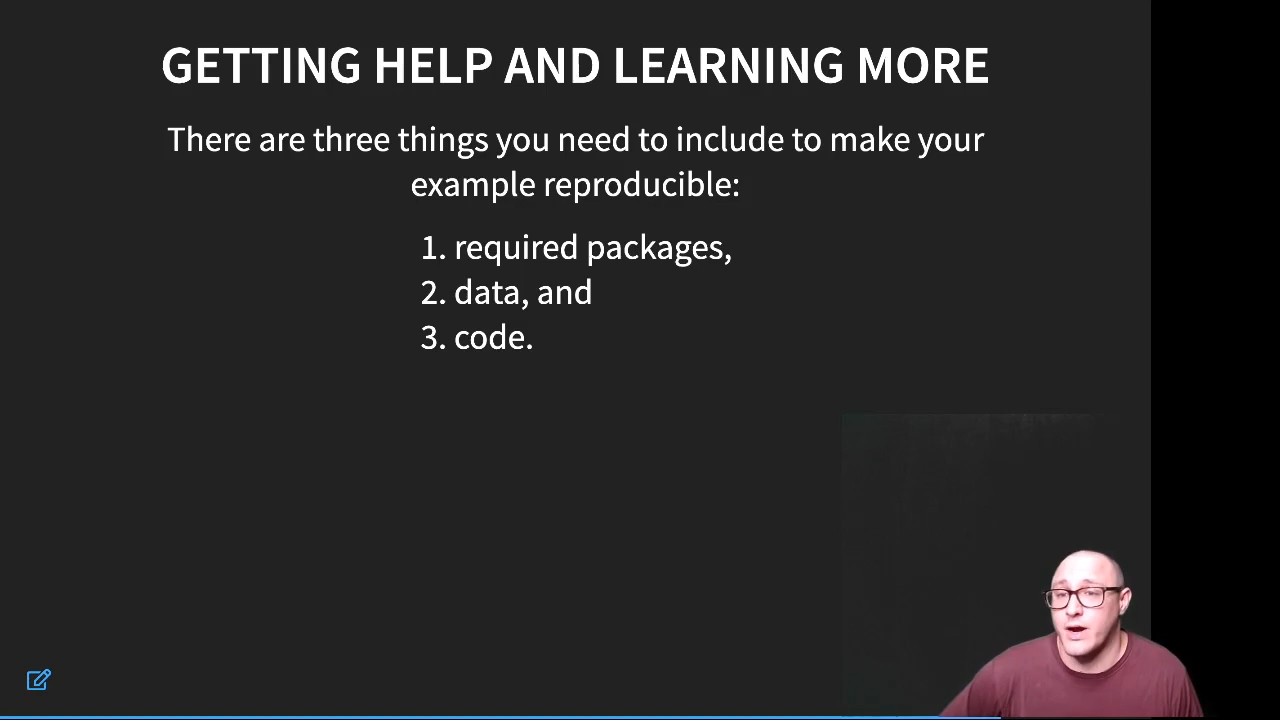 GETTING HELP AND LEARNING MORE
There are three things you need to include to make your
example reproducible:
1. required packages,
2. data, and
3. code.